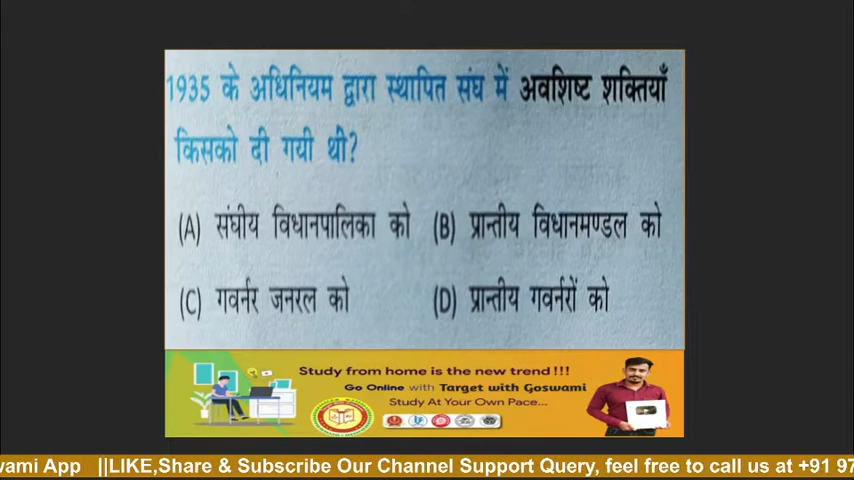 1935 के अधिनियम द्वारा स्थापित संघ में अवशिष्ट शक्तियाँ
किसको दी गयी थी?
(A) संघीय विधानपालिका को (B) प्रान्तीय विधानमण्डल को
(C) गवर्नर जनरल को (D) प्रान्तीय गवर्नरों को
Study from home is the new trend !!!
Go Online with Target with Goswami
Study At Your Own Pace...
wami App ||LIKE,Share & Subscribe Our Channel Support Query, feel free to call us at +91 97